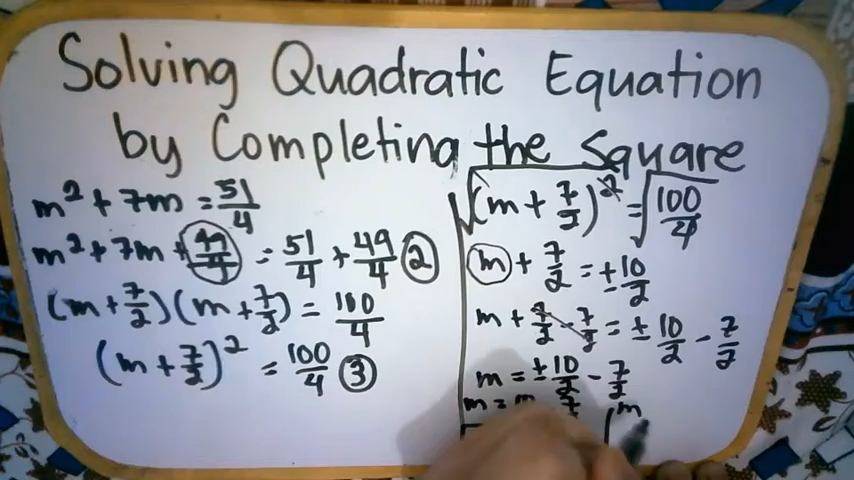 Solving Quadratic Equation
by Completing the Square
m² + 7m = 51/4
m² + 7m + 49/4 = 51/4 + 49/4 ②
(m + 7/2)(m + 7/2) = 100/4
(m + 7/2)² = 100/4 ③
√(m + 7/2)² = √100/4
m + 7/2 = ± 10/2
m + 7/2 - 7/2 = ± 10/2 - 7/2
m = ± 10/2 - 7/2
m =
m